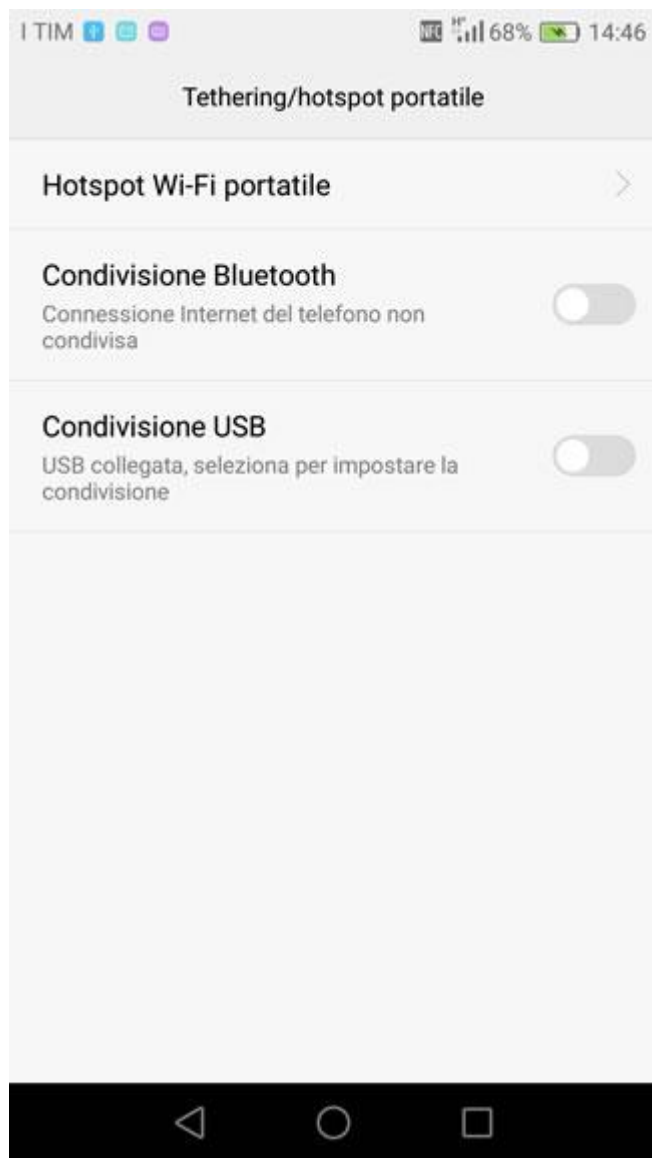 I TIM NFC H+ 68% 14:46
Tethering/hotspot portatile
Hotspot Wi-Fi portatile
Condivisione Bluetooth
Connessione Internet del telefono non
condivisa
Condivisione USB
USB collegata, seleziona per impostare la
condivisione